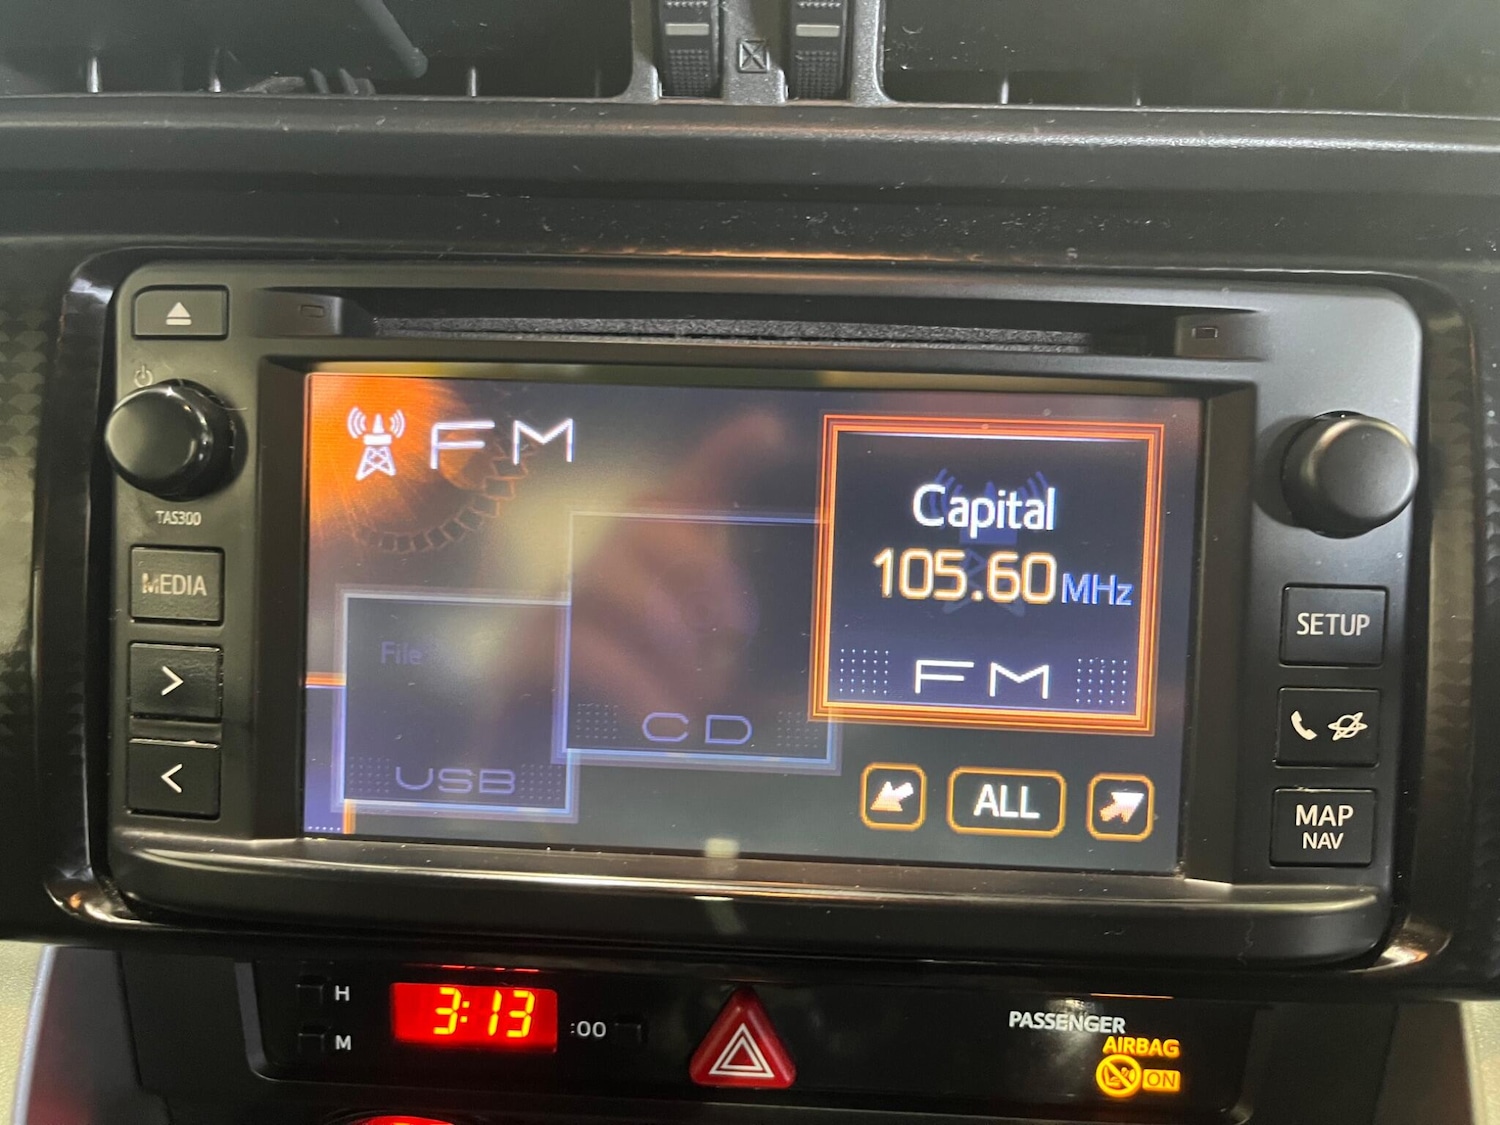 TAS300
MEDIA
>
<
FM
File
USB
CD
Capital
105.60 MHz
FM
ALL
SETUP
MAP
NAV
H
M
3:13
:00
PASSENGER
AIRBAG
ON